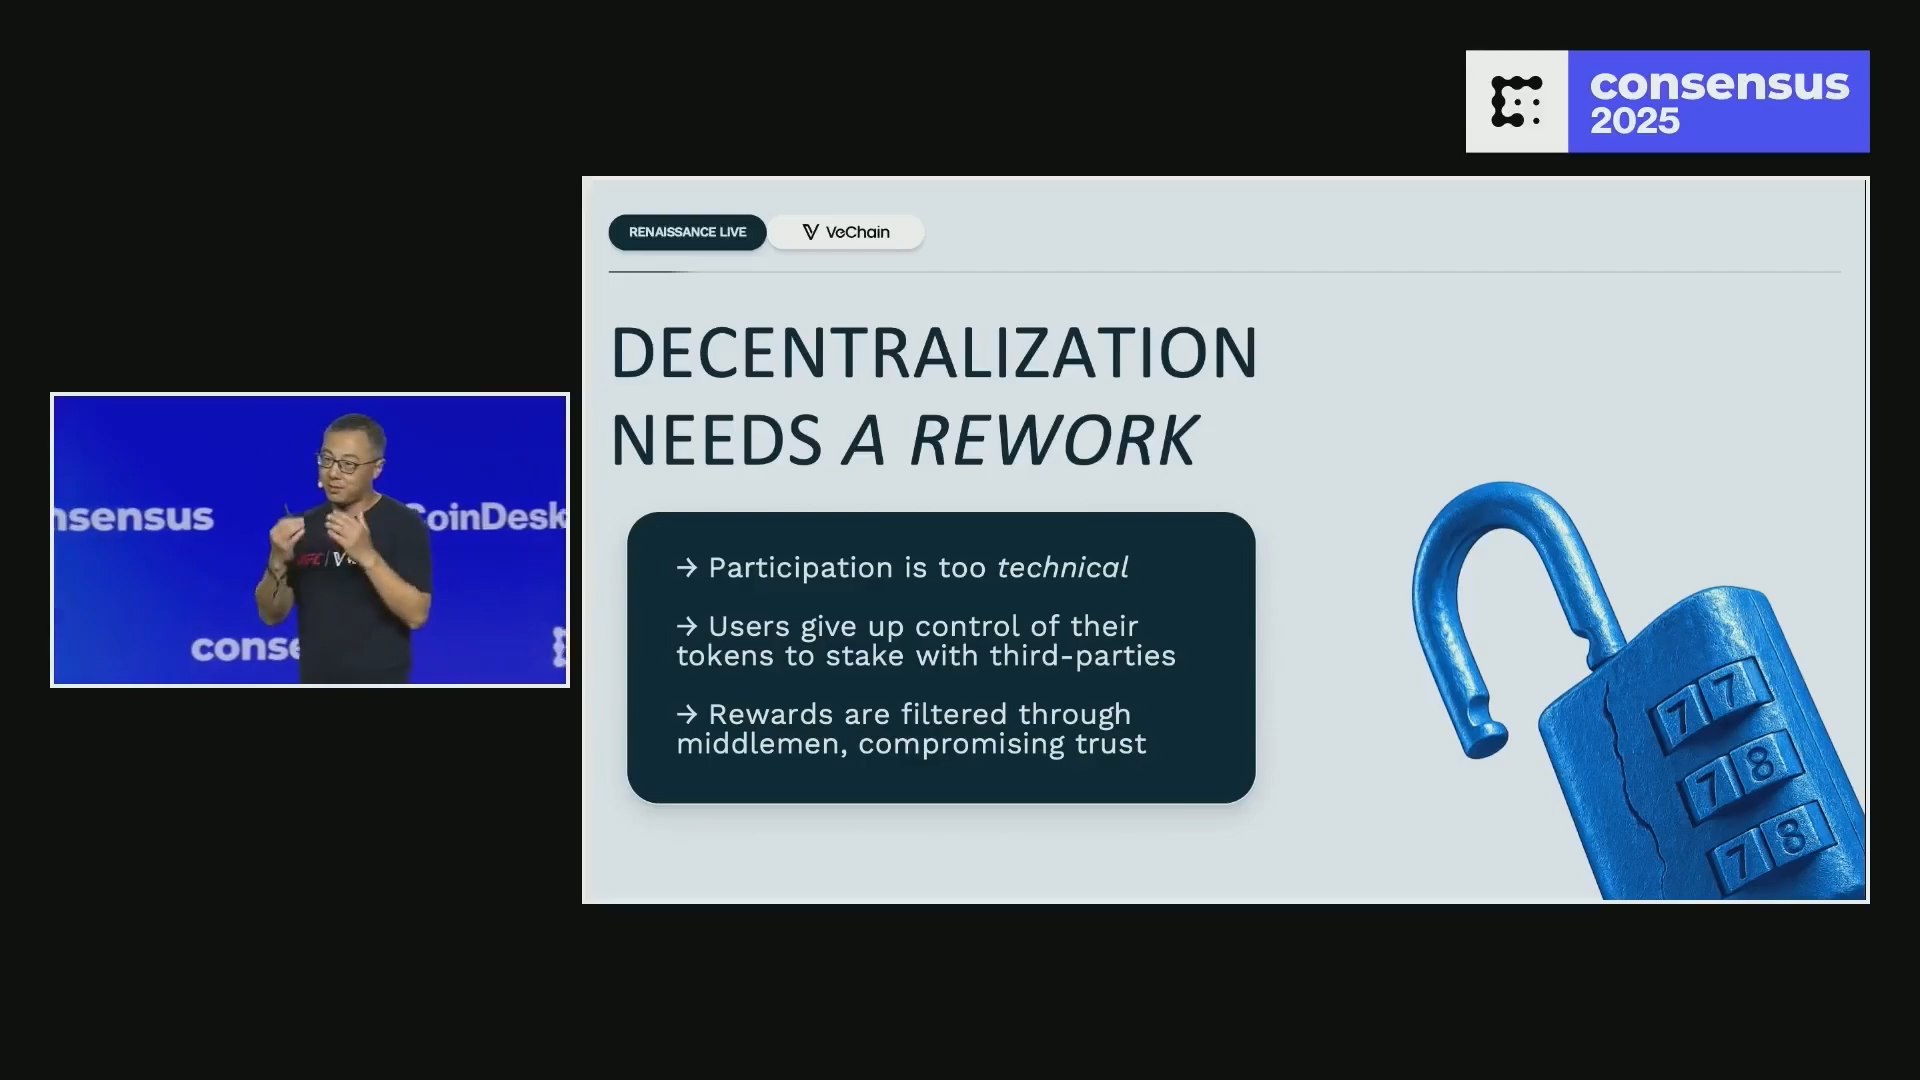 consensus
2025
RENAISSANCE LIVE
VeChain
DECENTRALIZATION
NEEDS A REWORK
→ Participation is too technical
→ Users give up control of their
tokens to stake with third-parties
→ Rewards are filtered through
middlemen, compromising trust
77
78
78
nsensus
CoinDesk
conse
UFC | V